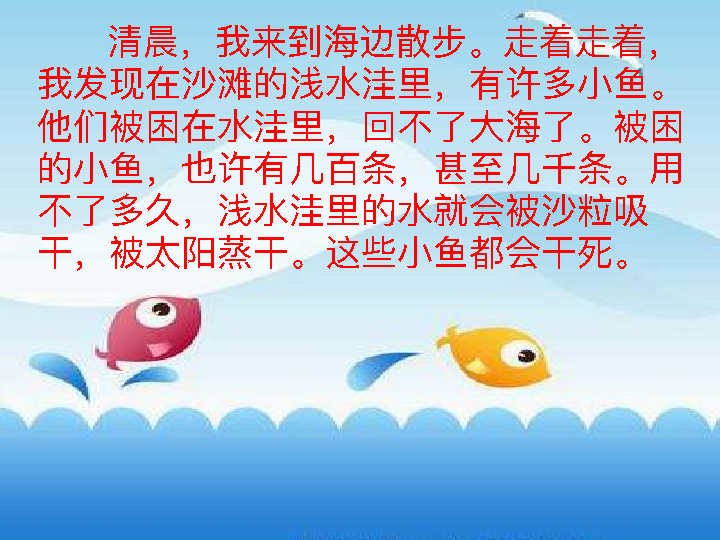 清晨，我来到海边散步。走着走着，
我发现在沙滩的浅水洼里，有许多小鱼。
他们被困在水洼里，回不了大海了。被困
的小鱼，也许有几百条，甚至几千条。用
不了多久，浅水洼里的水就会被沙粒吸
干，被太阳蒸干。这些小鱼都会干死。